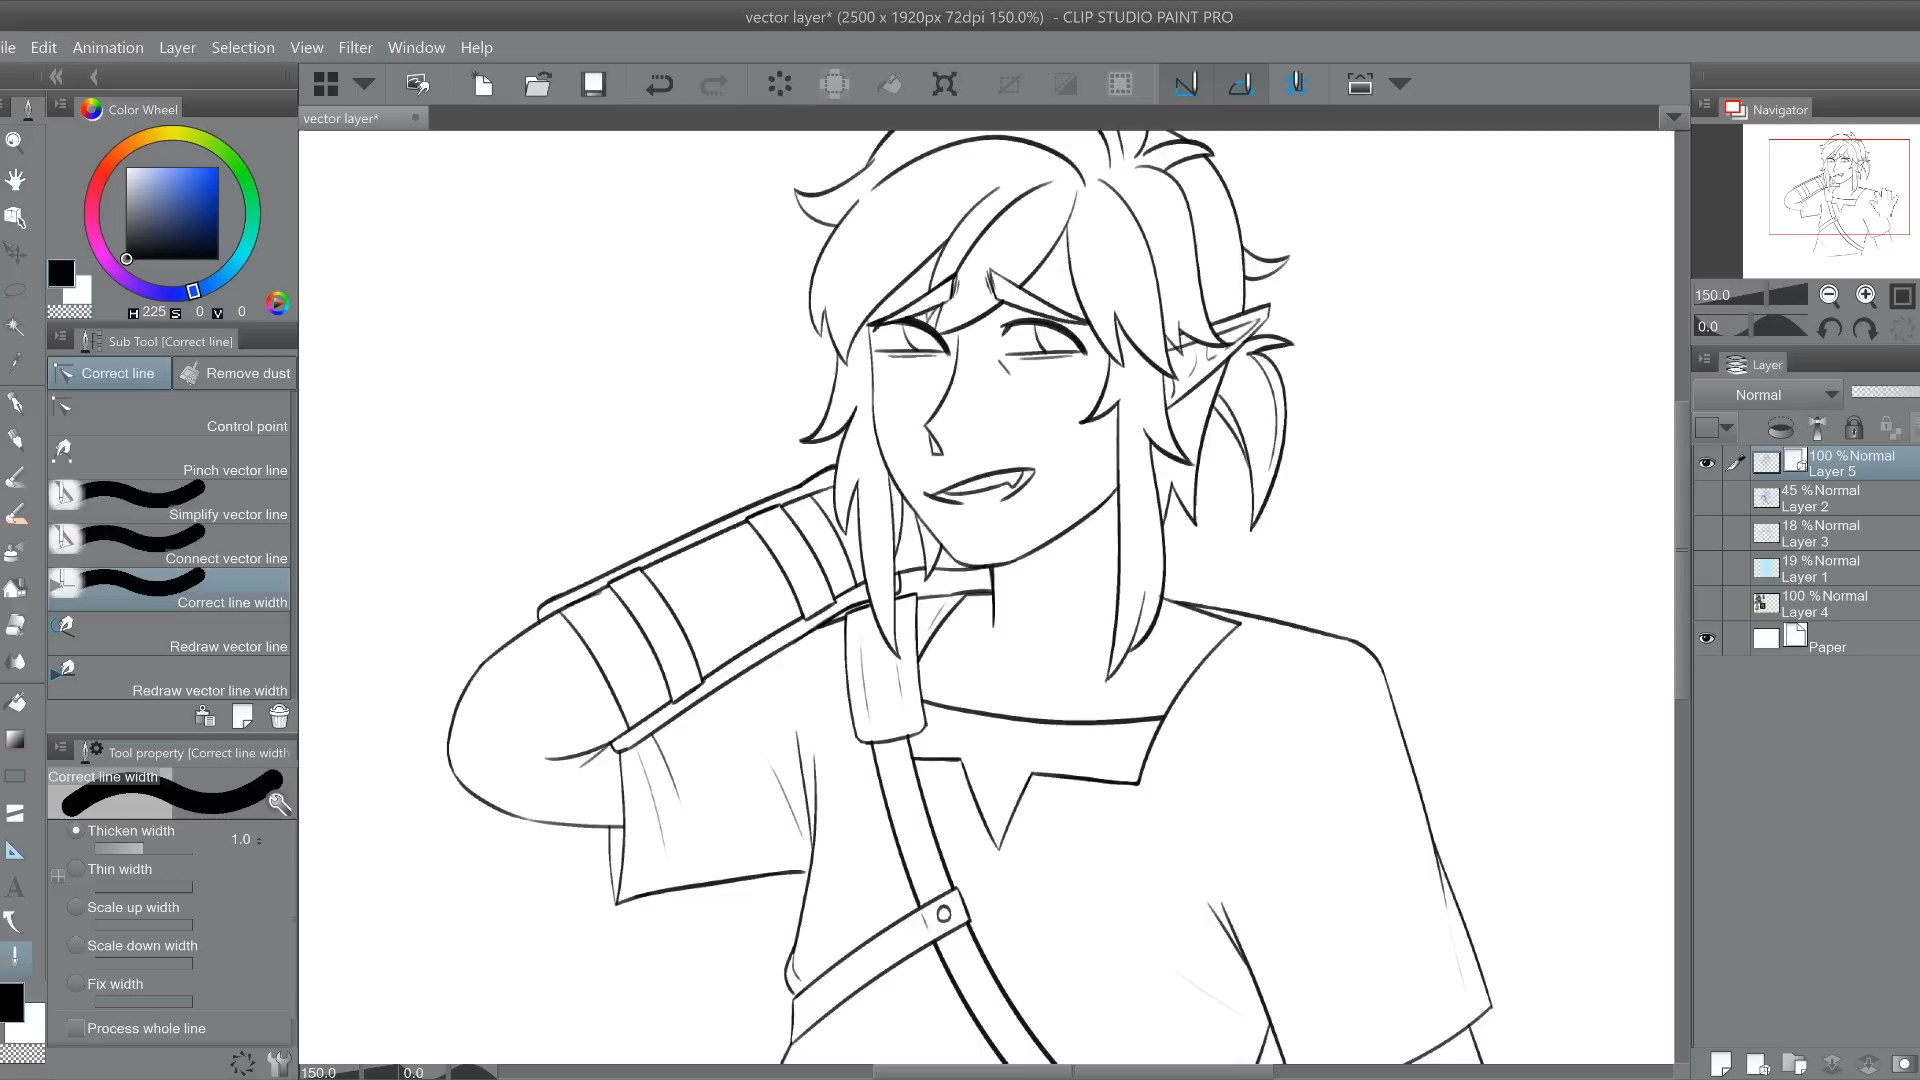 vector layer* (2500 x 1920px 72dpi 150.0%) - CLIP STUDIO PAINT PRO
ile Edit Animation Layer Selection View Filter Window Help
vector layer*
Color Wheel
H 225 S 0 V 0
Sub Tool [Correct line]
Correct line
Remove dust
Control point
Pinch vector line
Simplify vector line
Connect vector line
Correct line width
Redraw vector line
Redraw vector line width
Tool property [Correct line width
Correct line width
Thicken width 1.0
Thin width
Scale up width
Scale down width
Fix width
Process whole line
150.0 0.0
Navigator
150.0
0.0
Layer
Normal
100 %Normal
Layer 5
45 %Normal
Layer 2
18 %Normal
Layer 3
19 %Normal
Layer 1
100 %Normal
Layer 4
Paper